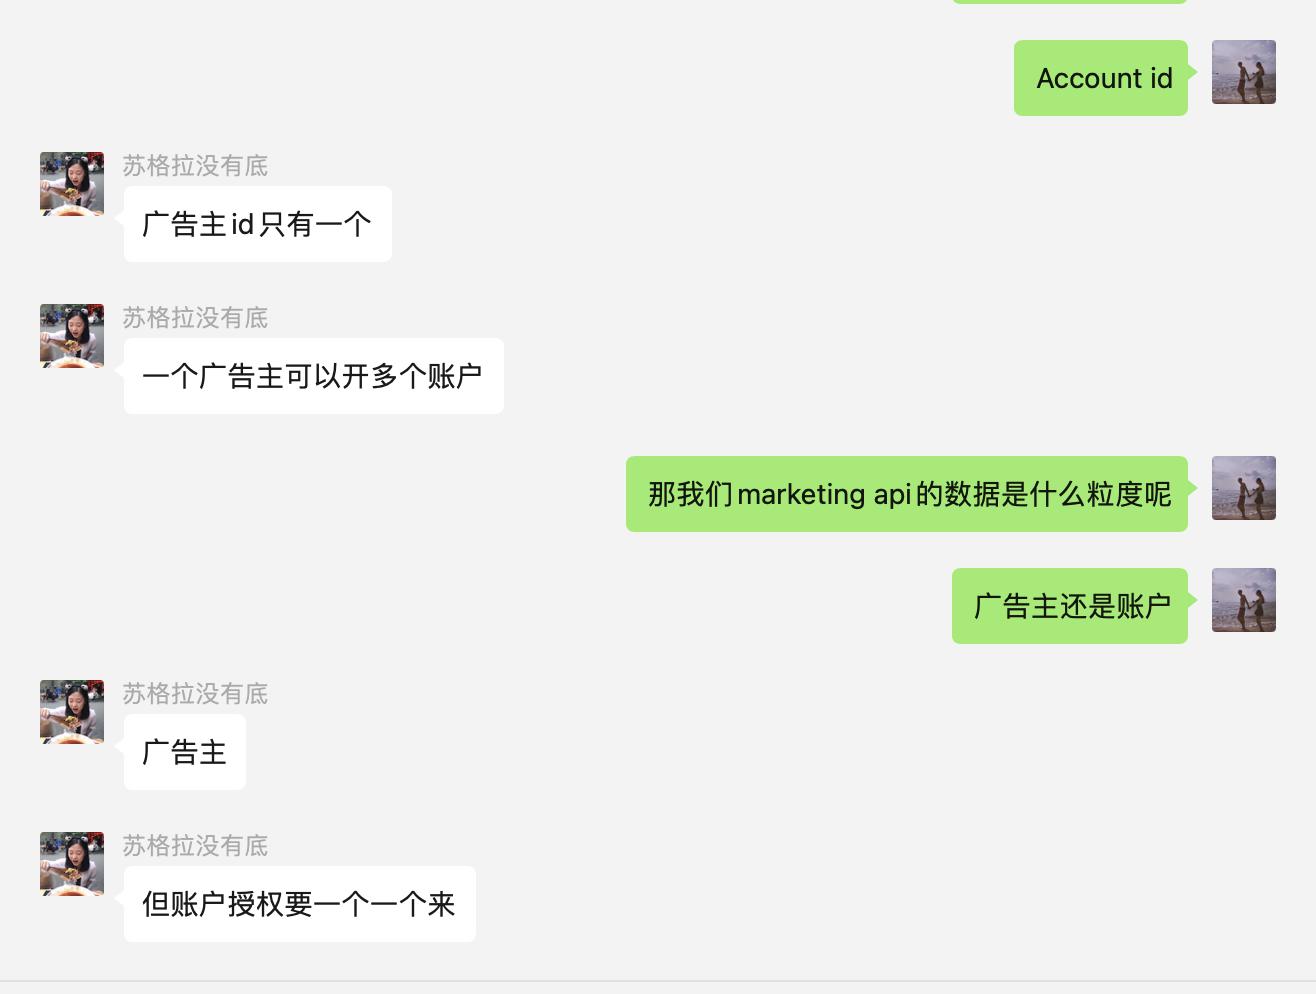 Account id
苏格拉没有底
广告主id只有一个
苏格拉没有底
一个广告主可以开多个账户
那我们marketing api的数据是什么粒度呢
广告主还是账户
苏格拉没有底
广告主
苏格拉没有底
但账户授权要一个一个来